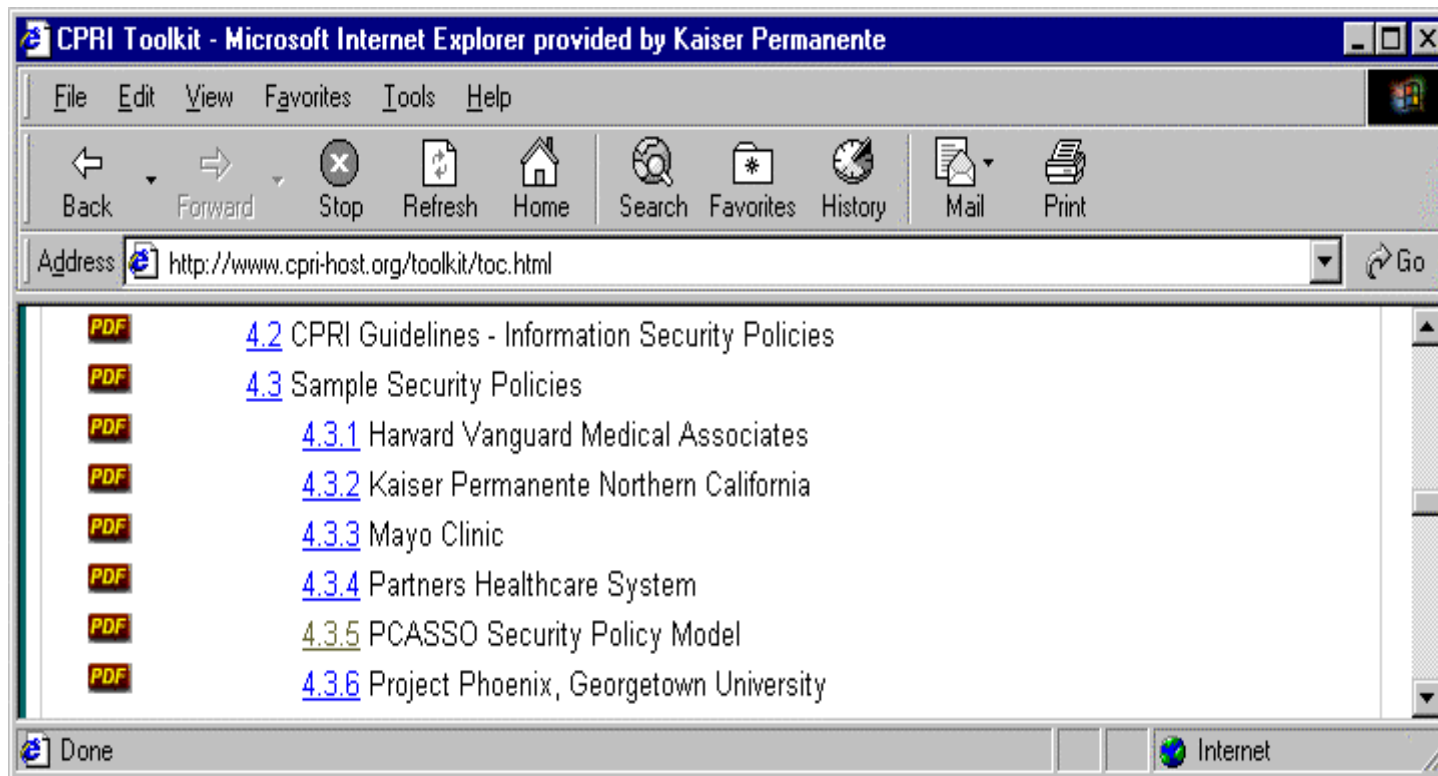 CPRI Toolkit - Microsoft Internet Explorer provided by Kaiser Permanente
File Edit View Favorites Tools Help
Back Forward Stop Refresh Home Search Favorites History Mail Print
Address http://www.cpri-host.org/toolkit/toc.html Go
PDF 4.2 CPRI Guidelines - Information Security Policies
PDF 4.3 Sample Security Policies
PDF 4.3.1 Harvard Vanguard Medical Associates
PDF 4.3.2 Kaiser Permanente Northern California
PDF 4.3.3 Mayo Clinic
PDF 4.3.4 Partners Healthcare System
PDF 4.3.5 PCASSO Security Policy Model
PDF 4.3.6 Project Phoenix, Georgetown University
Done Internet